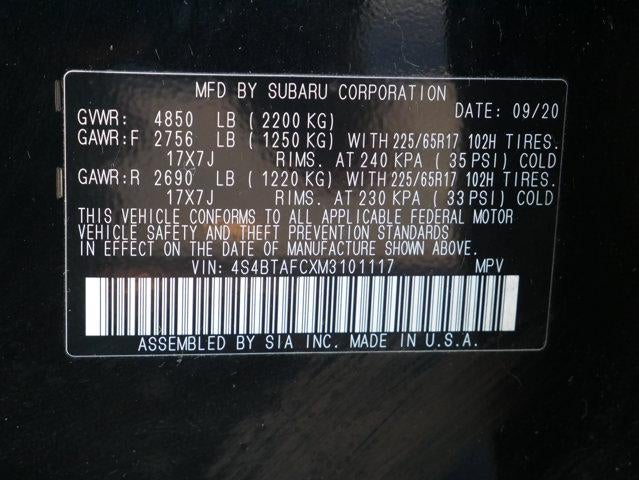 MFD BY SUBARU CORPORATION
DATE: 09/20
GVWR: 4850 LB (2200 KG)
GAWR:F 2756 LB (1250 KG) WITH 225/65R17 102H TIRES.
17X7J RIMS. AT 240 KPA (35 PSI) COLD
GAWR:R 2690 LB (1220 KG) WITH 225/65R17 102H TIRES.
17X7J RIMS. AT 230 KPA (33 PSI) COLD
THIS VEHICLE CONFORMS TO ALL APPLICABLE FEDERAL MOTOR
VEHICLE SAFETY AND THEFT PREVENTION STANDARDS
IN EFFECT ON THE DATE OF MANUFACTURE SHOWN ABOVE.
VIN: 4S4BTAFCXM3101117 MPV
ASSEMBLED BY SIA INC. MADE IN U.S.A.